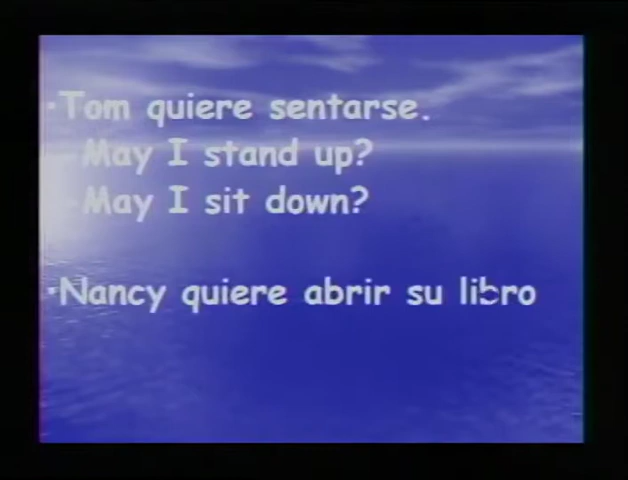 ·Tom quiere sentarse.
-May I stand up?
-May I sit down?
·Nancy quiere abrir su libro